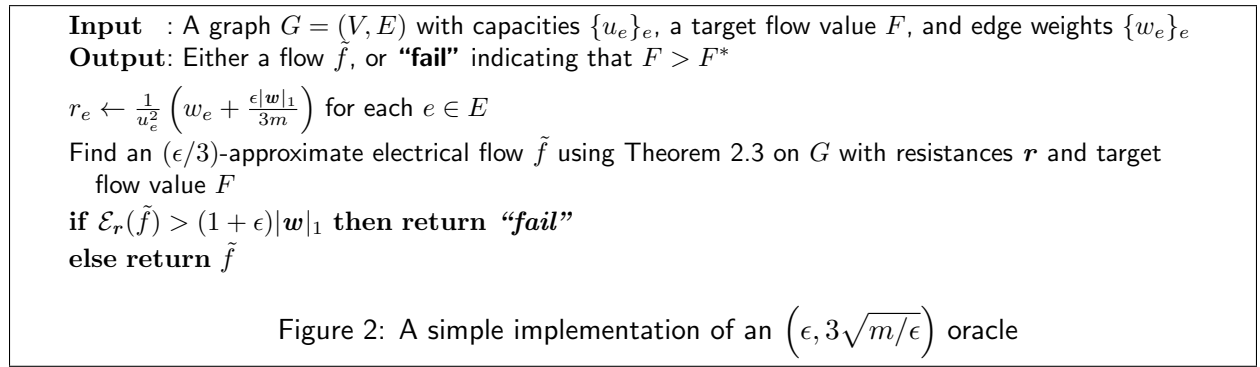 Input : A graph G = (V, E) with capacities {u_e}_e, a target flow value F, and edge weights {w_e}_e
Output: Either a flow f̃, or “fail” indicating that F > F*
r_e ← 1/u_e^2 (w_e + ε|w|_1/3m) for each e ∈ E
Find an (ε/3)-approximate electrical flow f̃ using Theorem 2.3 on G with resistances r and target
flow value F
if ℰ_r(f̃) > (1 + ε)|w|_1 then return “fail”
else return f̃
Figure 2: A simple implementation of an (ε, 3√(m/ε)) oracle